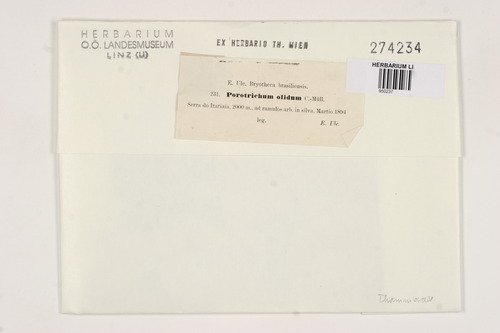 HERBARIUM
O.Ö. LANDESMUSEUM
LINZ (LI)
EX HERBARIO TH. WIEN
274234
HERBARIUM LI
950237
E. Ule, Bryotheca brasiliensis.
231. Porotrichum olidum C.-Müll.
Serra do Itatiaia, 2000 m., ad ramulos arb. in silva, Martio 1894
leg. E. Ule.